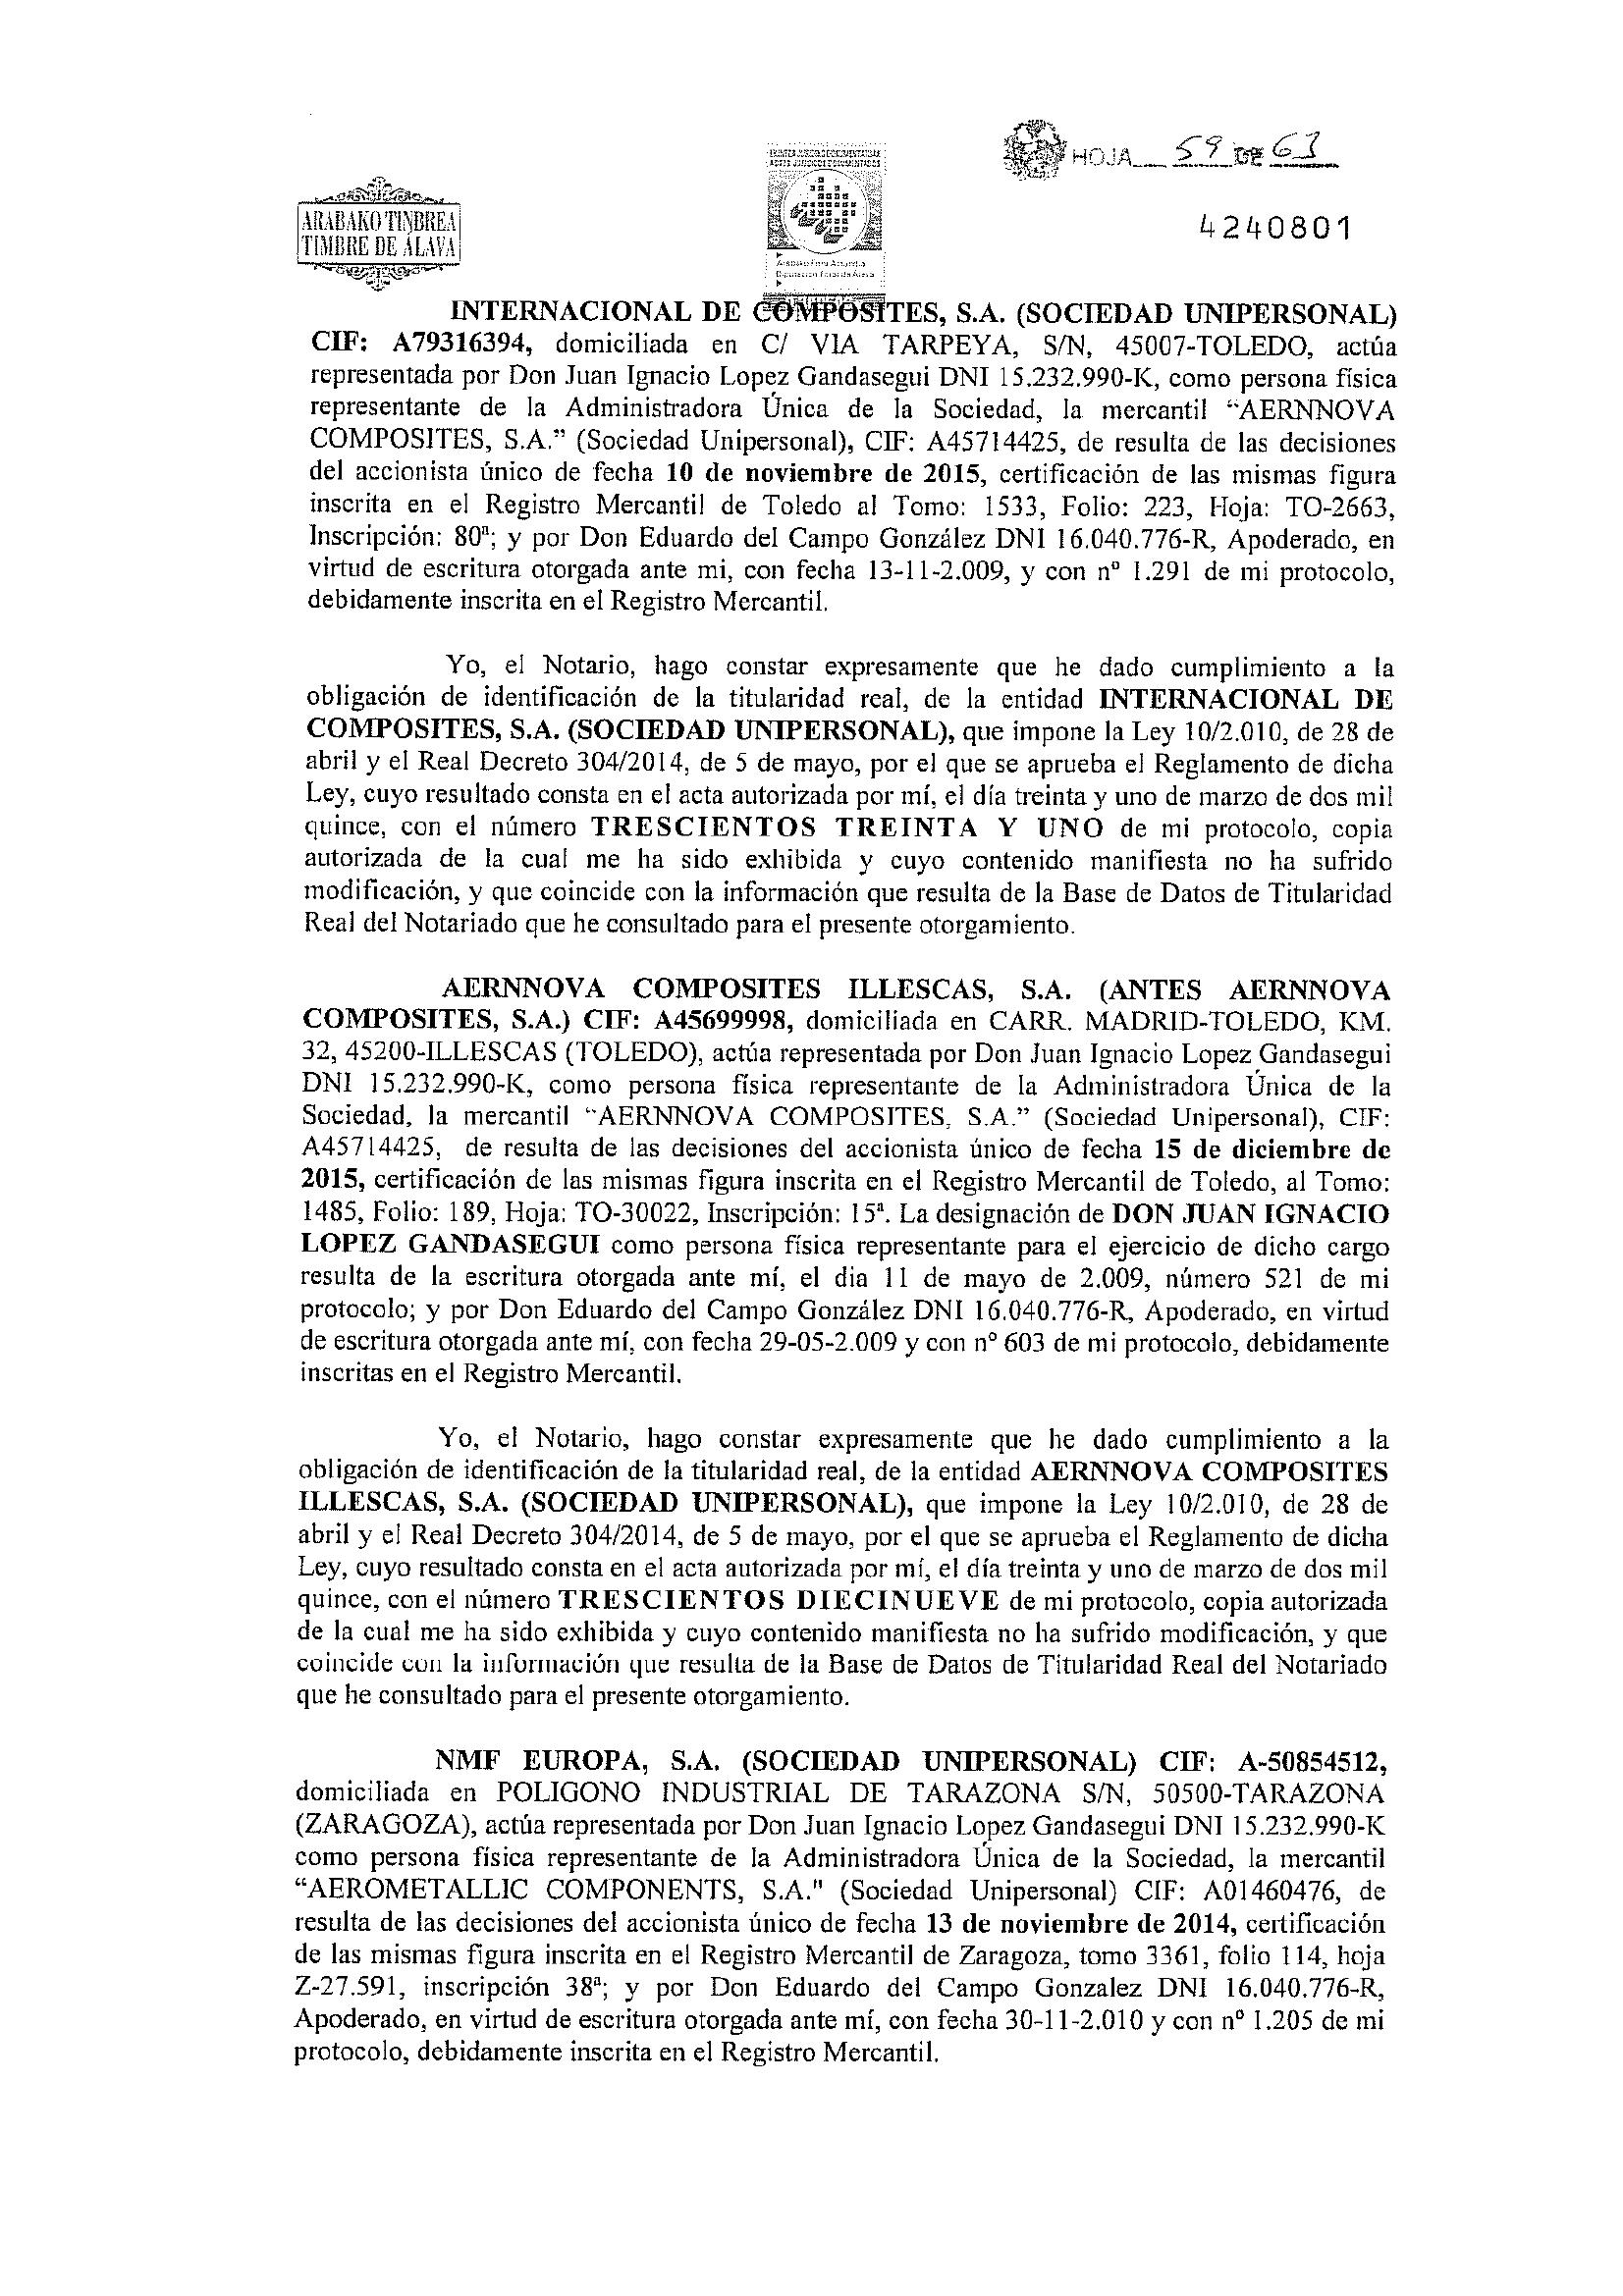 HOJA 59 DE 63
ARABAKO TINBREA
TIMBRE DE ALAVA
4240801
INTERNACIONAL DE COMPOSITES, S.A. (SOCIEDAD UNIPERSONAL)
CIF: A79316394, domiciliada en C/ VIA TARPEYA, S/N, 45007-TOLEDO, actúa
representada por Don Juan Ignacio Lopez Gandasegui DNI 15.232.990-K, como persona física
representante de la Administradora Única de la Sociedad, la mercantil “AERNNOVA
COMPOSITES, S.A.” (Sociedad Unipersonal), CIF: A45714425, de resulta de las decisiones
del accionista único de fecha 10 de noviembre de 2015, certificación de las mismas figura
inscrita en el Registro Mercantil de Toledo al Tomo: 1533, Folio: 223, Hoja: TO-2663,
Inscripción: 80ª; y por Don Eduardo del Campo González DNI 16.040.776-R, Apoderado, en
virtud de escritura otorgada ante mi, con fecha 13-11-2.009, y con nº 1.291 de mi protocolo,
debidamente inscrita en el Registro Mercantil.
Yo, el Notario, hago constar expresamente que he dado cumplimiento a la
obligación de identificación de la titularidad real, de la entidad INTERNACIONAL DE
COMPOSITES, S.A. (SOCIEDAD UNIPERSONAL), que impone la Ley 10/2.010, de 28 de
abril y el Real Decreto 304/2014, de 5 de mayo, por el que se aprueba el Reglamento de dicha
Ley, cuyo resultado consta en el acta autorizada por mí, el día treinta y uno de marzo de dos mil
quince, con el número TRESCIENTOS TREINTA Y UNO de mi protocolo, copia
autorizada de la cual me ha sido exhibida y cuyo contenido manifiesta no ha sufrido
modificación, y que coincide con la información que resulta de la Base de Datos de Titularidad
Real del Notariado que he consultado para el presente otorgamiento.
AERNNOVA COMPOSITES ILLESCAS, S.A. (ANTES AERNNOVA
COMPOSITES, S.A.) CIF: A45699998, domiciliada en CARR. MADRID-TOLEDO, KM.
32, 45200-ILLESCAS (TOLEDO), actúa representada por Don Juan Ignacio Lopez Gandasegui
DNI 15.232.990-K, como persona física representante de la Administradora Única de la
Sociedad, la mercantil “AERNNOVA COMPOSITES, S.A.” (Sociedad Unipersonal), CIF:
A45714425, de resulta de las decisiones del accionista único de fecha 15 de diciembre de
2015, certificación de las mismas figura inscrita en el Registro Mercantil de Toledo, al Tomo:
1485, Folio: 189, Hoja: TO-30022, Inscripción: 15ª. La designación de DON JUAN IGNACIO
LOPEZ GANDASEGUI como persona física representante para el ejercicio de dicho cargo
resulta de la escritura otorgada ante mí, el dia 11 de mayo de 2.009, número 521 de mi
protocolo; y por Don Eduardo del Campo González DNI 16.040.776-R, Apoderado, en virtud
de escritura otorgada ante mí, con fecha 29-05-2.009 y con nº 603 de mi protocolo, debidamente
inscritas en el Registro Mercantil.
Yo, el Notario, hago constar expresamente que he dado cumplimiento a la
obligación de identificación de la titularidad real, de la entidad AERNNOVA COMPOSITES
ILLESCAS, S.A. (SOCIEDAD UNIPERSONAL), que impone la Ley 10/2.010, de 28 de
abril y el Real Decreto 304/2014, de 5 de mayo, por el que se aprueba el Reglamento de dicha
Ley, cuyo resultado consta en el acta autorizada por mí, el día treinta y uno de marzo de dos mil
quince, con el número TRESCIENTOS DIECINUEVE de mi protocolo, copia autorizada
de la cual me ha sido exhibida y cuyo contenido manifiesta no ha sufrido modificación, y que
coincide con la información que resulta de la Base de Datos de Titularidad Real del Notariado
que he consultado para el presente otorgamiento.
NMF EUROPA, S.A. (SOCIEDAD UNIPERSONAL) CIF: A-50854512,
domiciliada en POLIGONO INDUSTRIAL DE TARAZONA S/N, 50500-TARAZONA
(ZARAGOZA), actúa representada por Don Juan Ignacio Lopez Gandasegui DNI 15.232.990-K
como persona física representante de la Administradora Única de la Sociedad, la mercantil
“AEROMETALLIC COMPONENTS, S.A." (Sociedad Unipersonal) CIF: A01460476, de
resulta de las decisiones del accionista único de fecha 13 de noviembre de 2014, certificación
de las mismas figura inscrita en el Registro Mercantil de Zaragoza, tomo 3361, folio 114, hoja
Z-27.591, inscripción 38ª; y por Don Eduardo del Campo Gonzalez DNI 16.040.776-R,
Apoderado, en virtud de escritura otorgada ante mí, con fecha 30-11-2.010 y con nº 1.205 de mi
protocolo, debidamente inscrita en el Registro Mercantil.